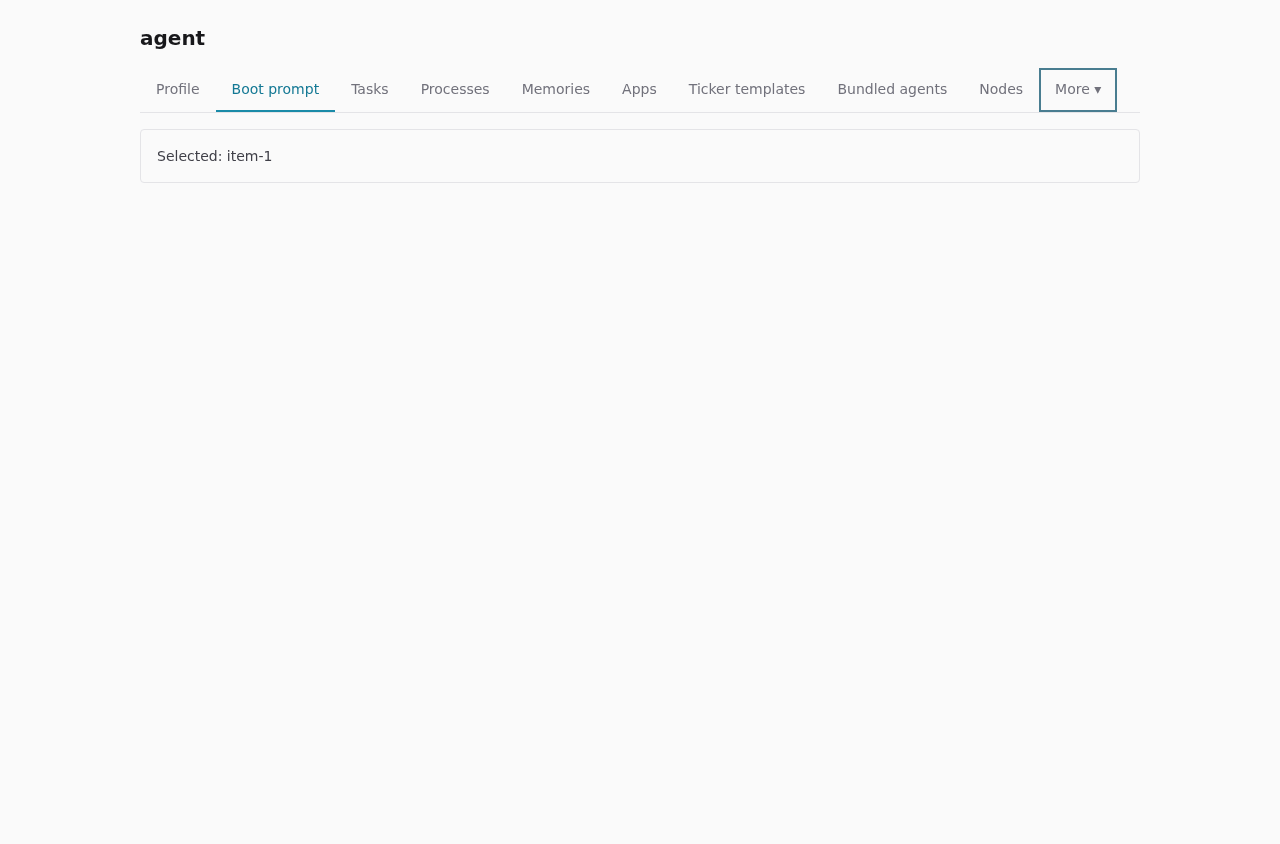 agent
Profile Boot prompt Tasks Processes Memories Apps Ticker templates Bundled agents Nodes More ▾
Selected: item-1